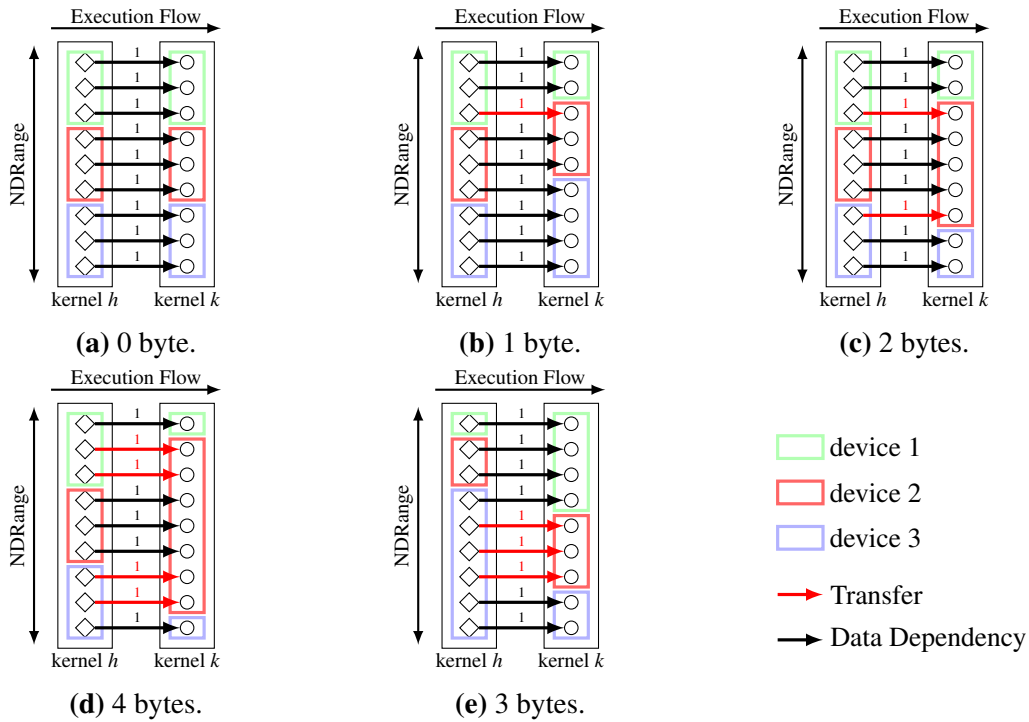 Execution Flow
NDRange
1
1
1
1
1
1
1
1
1
kernel h
kernel k
(a) 0 byte.
Execution Flow
NDRange
1
1
1
1
1
1
1
1
1
kernel h
kernel k
(b) 1 byte.
Execution Flow
NDRange
1
1
1
1
1
1
1
1
1
kernel h
kernel k
(c) 2 bytes.
Execution Flow
NDRange
1
1
1
1
1
1
1
1
1
kernel h
kernel k
(d) 4 bytes.
Execution Flow
NDRange
1
1
1
1
1
1
1
1
1
kernel h
kernel k
(e) 3 bytes.
device 1
device 2
device 3
Transfer
Data Dependency